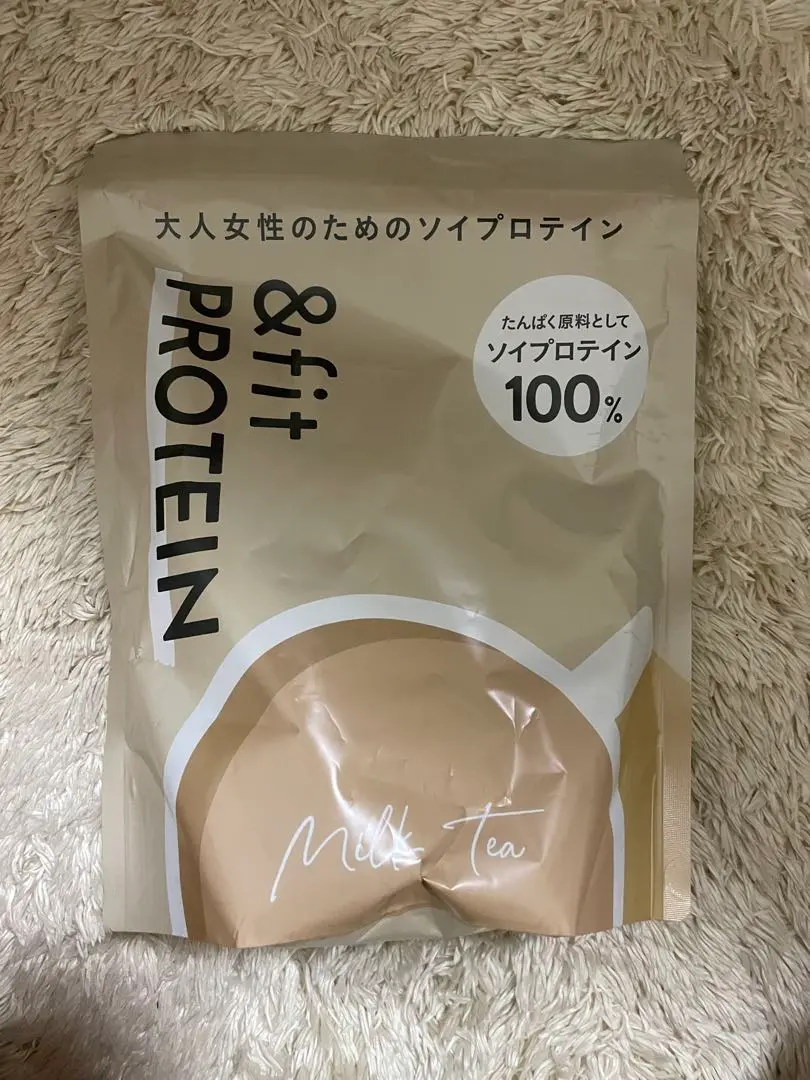 大人女性のためのソイプロテイン
&fit
PROTEIN
たんぱく原料として
ソイプロテイン
100%
Milk Tea